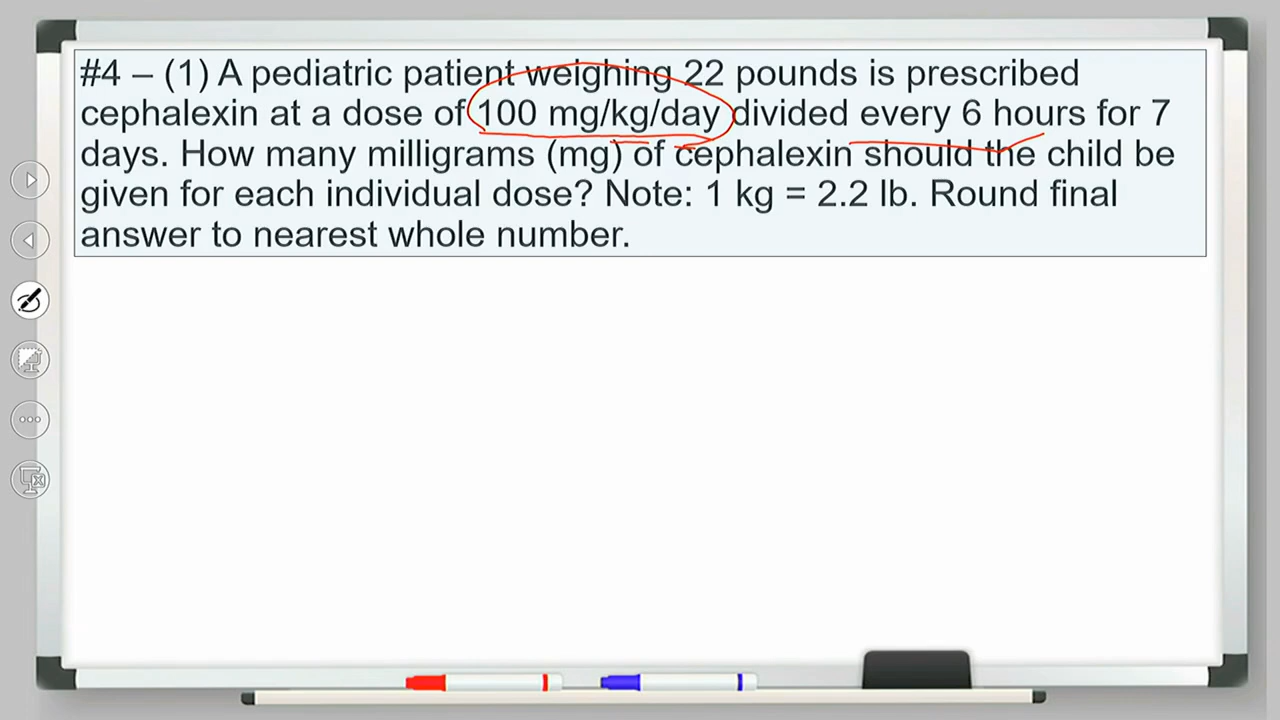 #4 – (1) A pediatric patient weighing 22 pounds is prescribed
cephalexin at a dose of 100 mg/kg/day divided every 6 hours for 7
days. How many milligrams (mg) of cephalexin should the child be
given for each individual dose? Note: 1 kg = 2.2 lb. Round final
answer to nearest whole number.